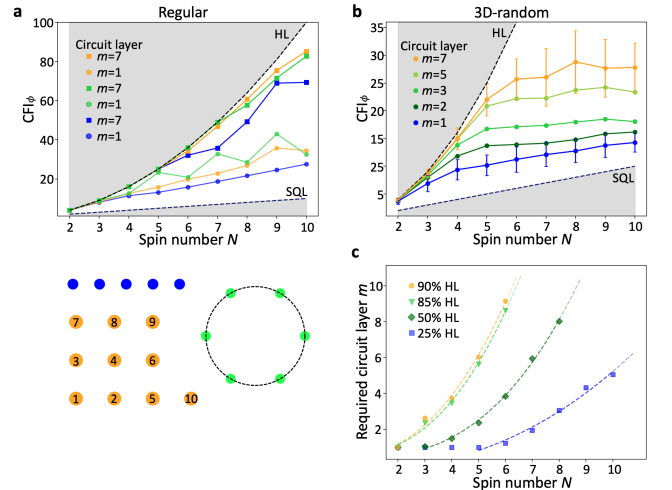 a
Regular
CFIϕ
100
80
60
40
20
HL
SQL
Circuit layer
m=7
m=1
m=7
m=1
m=7
m=1
2 3 4 5 6 7 8 9 10
Spin number N
b
3D-random
CFIϕ
35
30
25
20
15
25
5
HL
SQL
Circuit layer
m=7
m=5
m=3
m=2
m=1
2 3 4 5 6 7 8 9 10
Spin number N
7 8 9
3 4 6
1 2 5 10
c
Required circuit layer m
10
8
6
4
2
90% HL
85% HL
50% HL
25% HL
2 3 4 5 6 7 8 9 10
Spin number N